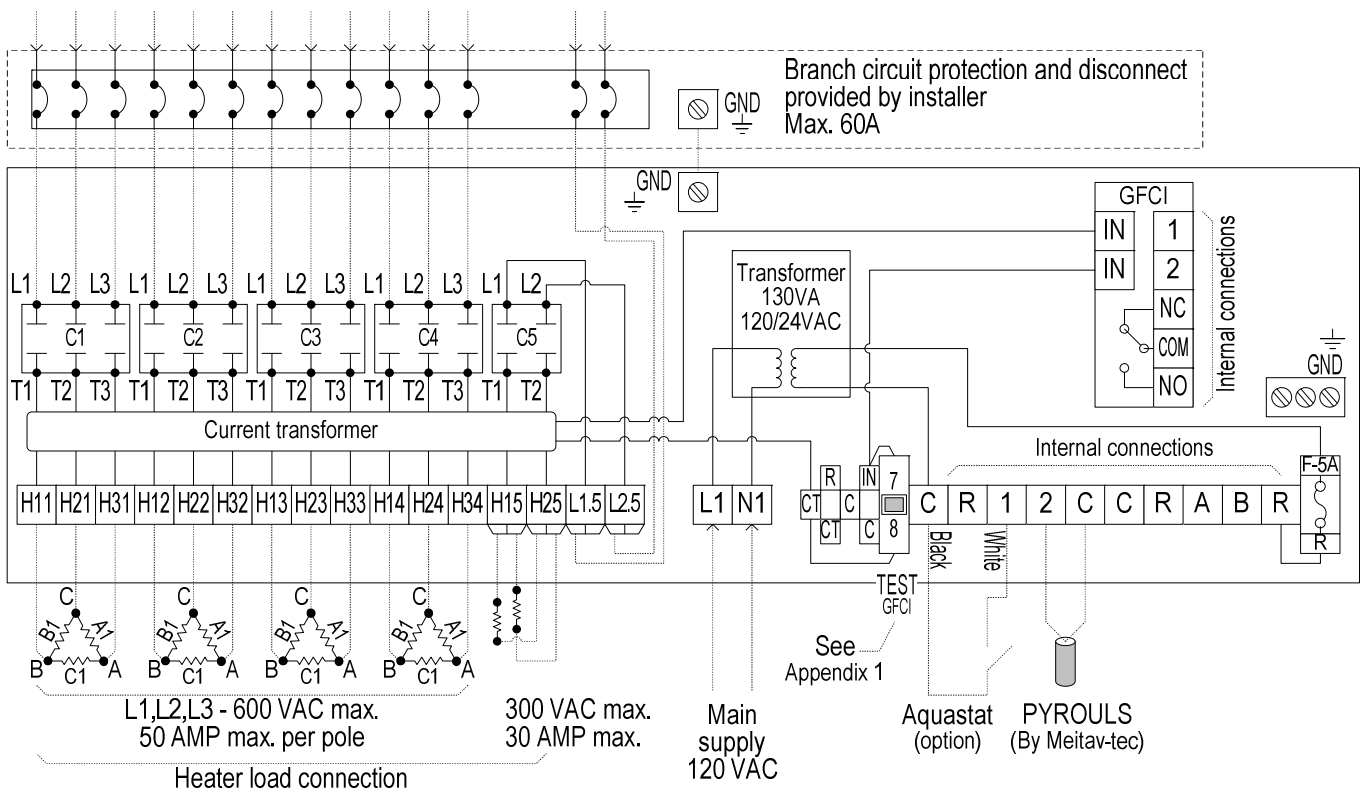 Branch circuit protection and disconnect
provided by installer
Max. 60A
GND
GND
GFCI
IN 1
IN 2
NC
COM
NO
Internal connections
Transformer
130VA
120/24VAC
L1 L2 L3 L1 L2 L3 L1 L2 L3 L1 L2 L3 L1 L2
C1 C2 C3 C4 C5
T1 T2 T3 T1 T2 T3 T1 T2 T3 T1 T2 T3 T1 T2
GND
Current transformer
Internal connections
F-5A
R
H11 H21 H31 H12 H22 H32 H13 H23 H33 H14 H24 H34 H15 H25 L1.5 L2.5
L1 N1
R IN 7
CT C
CT C 8
C R 1 2 C C R A B R
Black
White
TEST
GFCI
See
Appendix 1
C C C C
B1 A1 B1 A1 B1 A1 B1 A1
B C1 A B C1 A B C1 A B C1 A
L1,L2,L3 - 600 VAC max.
50 AMP max. per pole
300 VAC max.
30 AMP max.
Heater load connection
Main
supply
120 VAC
Aquastat
(option)
PYROULS
(By Meitav-tec)